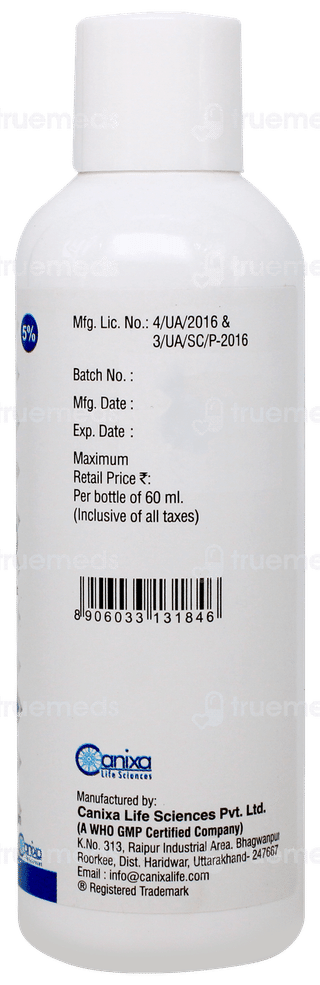 5%
Mfg. Lic. No.: 4/UA/2016 &
3/UA/SC/P-2016
Batch No. :
Mfg. Date :
Exp. Date :
Maximum
Retail Price ₹:
Per bottle of 60 ml.
(Inclusive of all taxes)
8 906033 131846
Canixa
Life Sciences
Manufactured by:
Canixa Life Sciences Pvt. Ltd.
(A WHO GMP Certified Company)
K.No. 313, Raipur Industrial Area. Bhagwanpur
Roorkee, Dist. Haridwar, Uttarakhand- 247667
Email : info@canixalife.com
® Registered Trademark
Canixa
truemeds